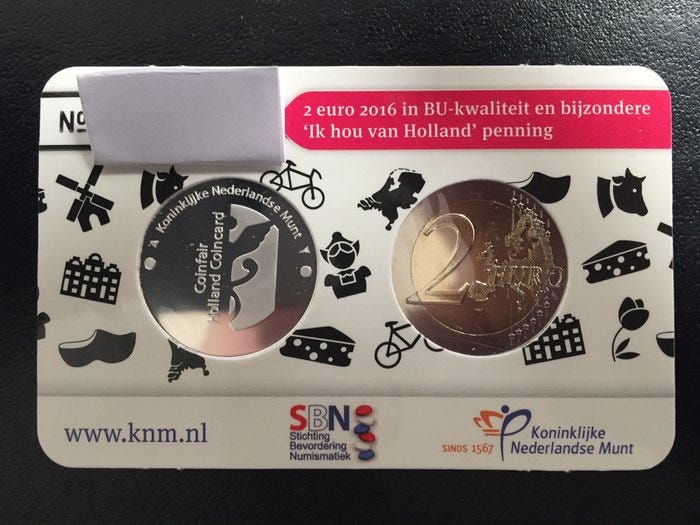 No
2 euro 2016 in BU-kwaliteit en bijzondere
'Ik hou van Holland' penning
Koninklijke Nederlandse Munt
Coinfair
Holland Coincard
2 EURO
www.knm.nl
SBN
Stichting
Bevordering
Numismatiek
SINDS 1567
Koninklijke
Nederlandse Munt